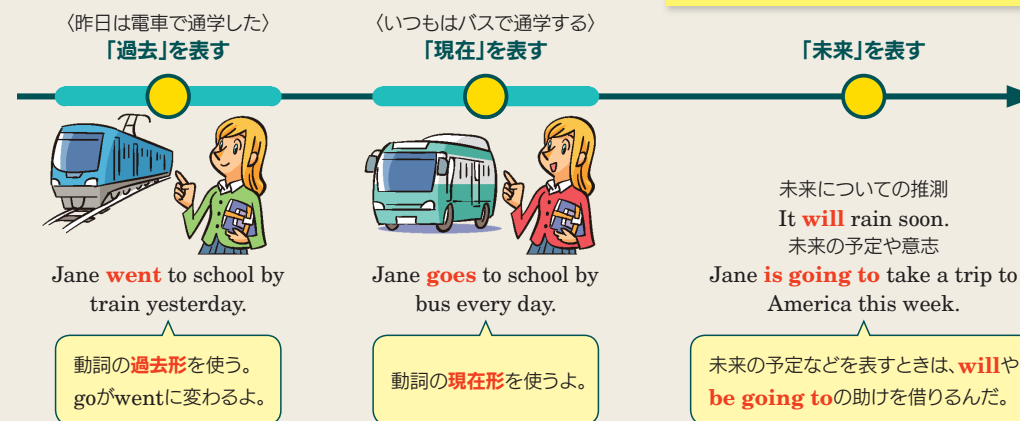 〈昨日は電車で通学した〉
「過去」を表す
Jane went to school by
train yesterday.
動詞の過去形を使う。
goがwentに変わるよ。
〈いつもはバスで通学する〉
「現在」を表す
Jane goes to school by
bus every day.
動詞の現在形を使うよ。
「未来」を表す
未来についての推測
It will rain soon.
未来の予定や意志
Jane is going to take a trip to
America this week.
未来の予定などを表すときは、willや
be going toの助けを借りるんだ。